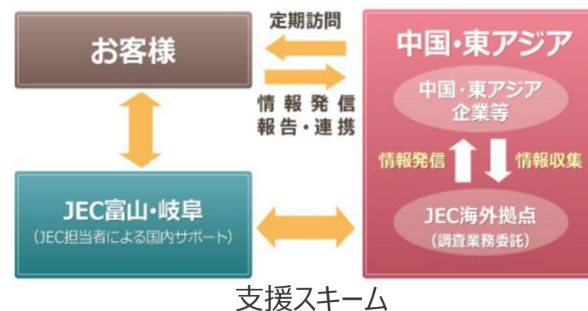 お客様
定期訪問
情報発信
報告・連携
中国・東アジア
中国・東アジア
企業等
情報発信
情報収集
JEC海外拠点
(調査業務委託)
JEC富山・岐阜
(JEC担当者による国内サポート)
支援スキーム